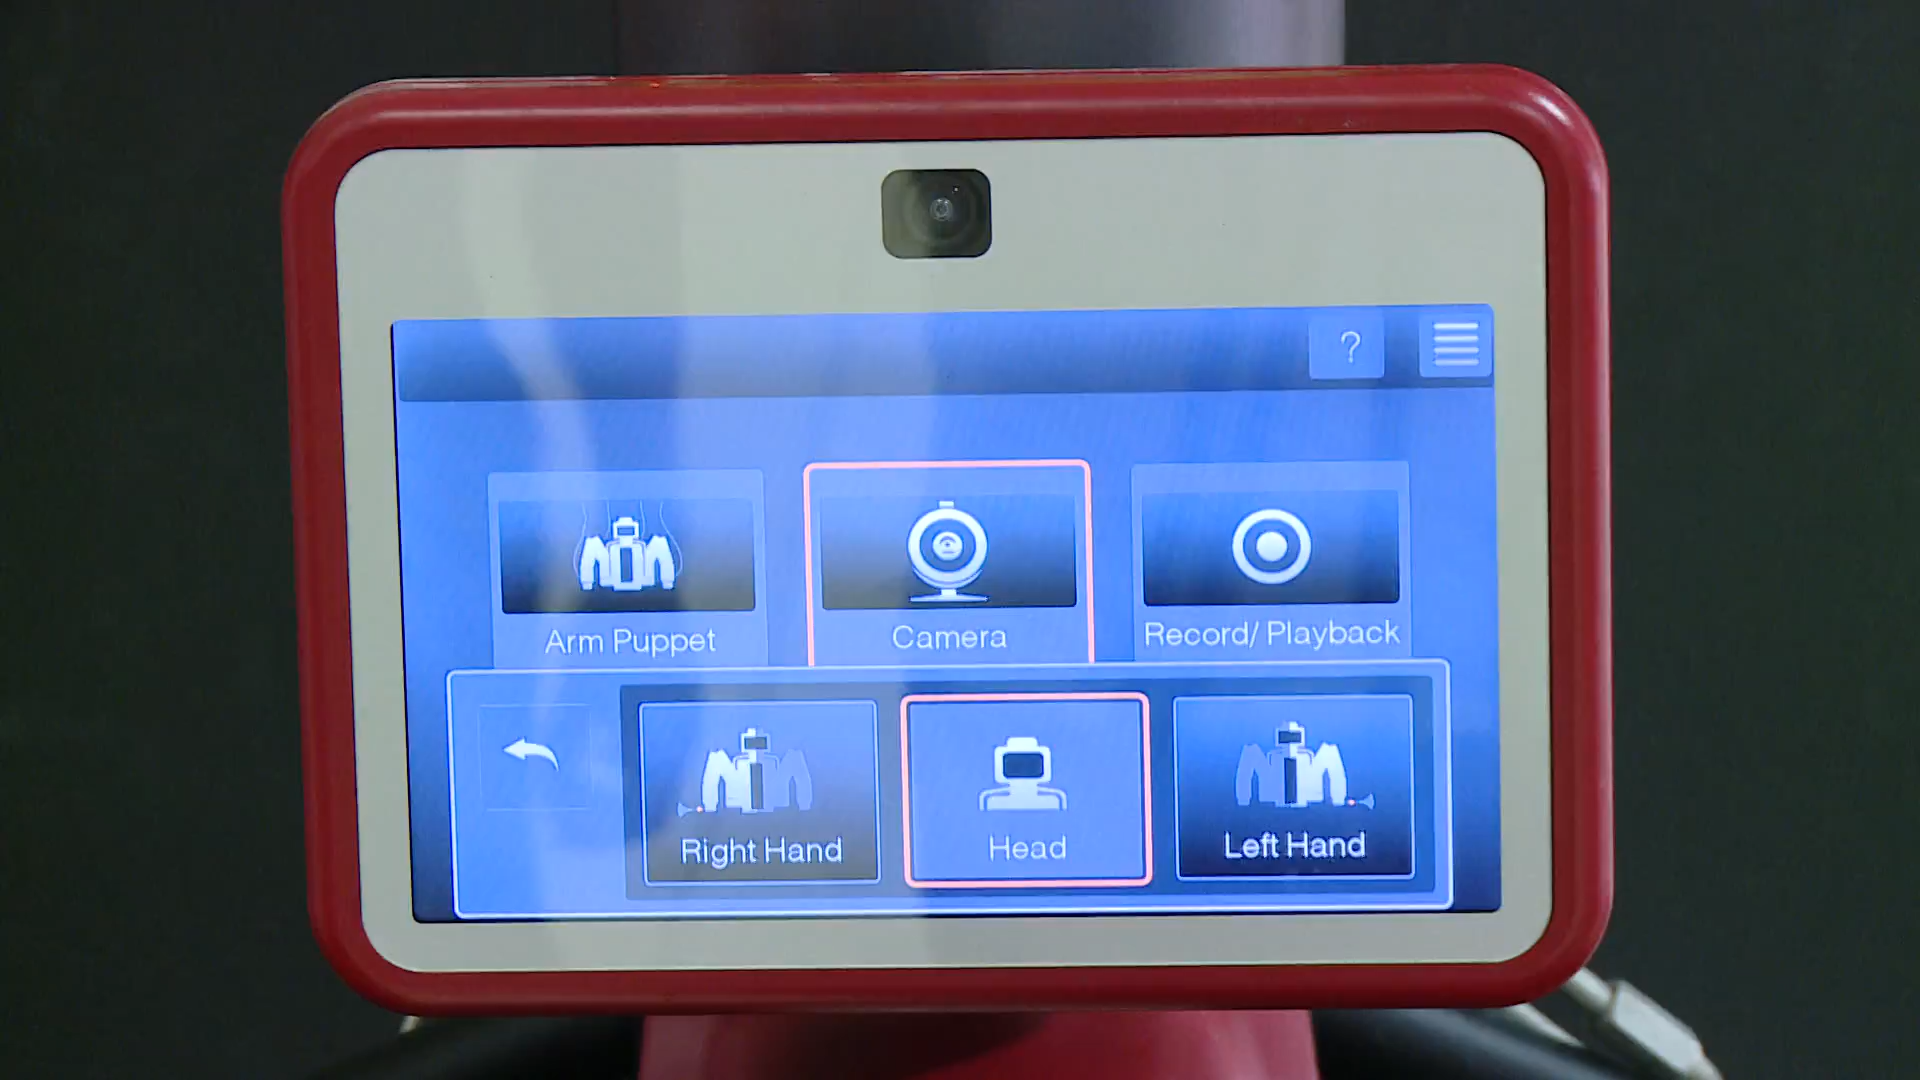 ?
Arm Puppet
Camera
Record/ Playback
Right Hand
Head
Left Hand